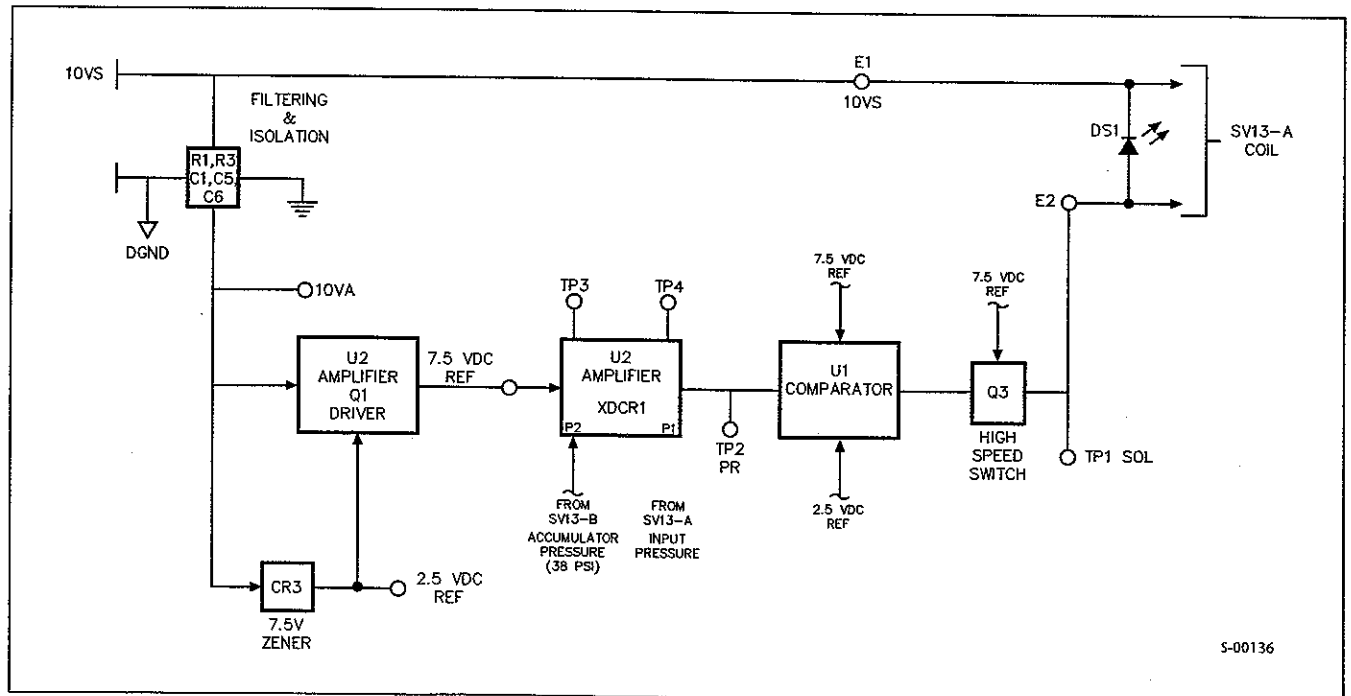 10VS
FILTERING
&
ISOLATION
R1,R3
C1,C5,
C6
DGND
10VA
E1
10VS
DS1
SV13-A
COIL
E2
U2
AMPLIFIER
Q1
DRIVER
7.5 VDC
REF
TP3
TP4
U2
AMPLIFIER
XDCR1
P2
P1
FROM
SV13-B
ACCUMULATOR
PRESSURE
(38 PSI)
FROM
SV13-A
INPUT
PRESSURE
TP2
PR
7.5 VDC
REF
U1
COMPARATOR
2.5 VDC
REF
7.5 VDC
REF
Q3
HIGH
SPEED
SWITCH
TP1 SOL
CR3
7.5V
ZENER
2.5 VDC
REF
S-00136